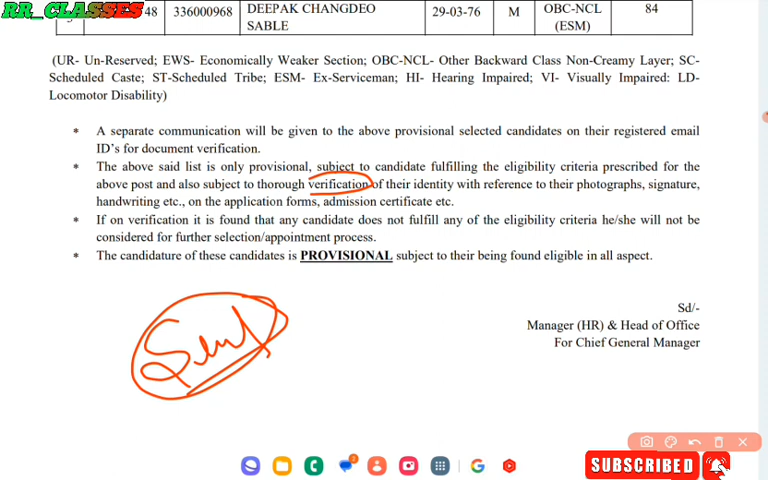 RR_CLASSES
48 336000968 DEEPAK CHANGDEO SABLE 29-03-76 M OBC-NCL (ESM) 84
(UR- Un-Reserved; EWS- Economically Weaker Section; OBC-NCL- Other Backward Class Non-Creamy Layer; SC-
Scheduled Caste; ST-Scheduled Tribe; ESM- Ex-Serviceman; HI- Hearing Impaired; VI- Visually Impaired: LD-
Locomotor Disability)
* A separate communication will be given to the above provisional selected candidates on their registered email
ID's for document verification.
* The above said list is only provisional, subject to candidate fulfilling the eligibility criteria prescribed for the
above post and also subject to thorough verification of their identity with reference to their photographs, signature,
handwriting etc., on the application forms, admission certificate etc.
* If on verification it is found that any candidate does not fulfill any of the eligibility criteria he/she will not be
considered for further selection/appointment process.
* The candidature of these candidates is PROVISIONAL subject to their being found eligible in all aspect.
Sd/-
Manager (HR) & Head of Office
For Chief General Manager
SUBSCRIBED